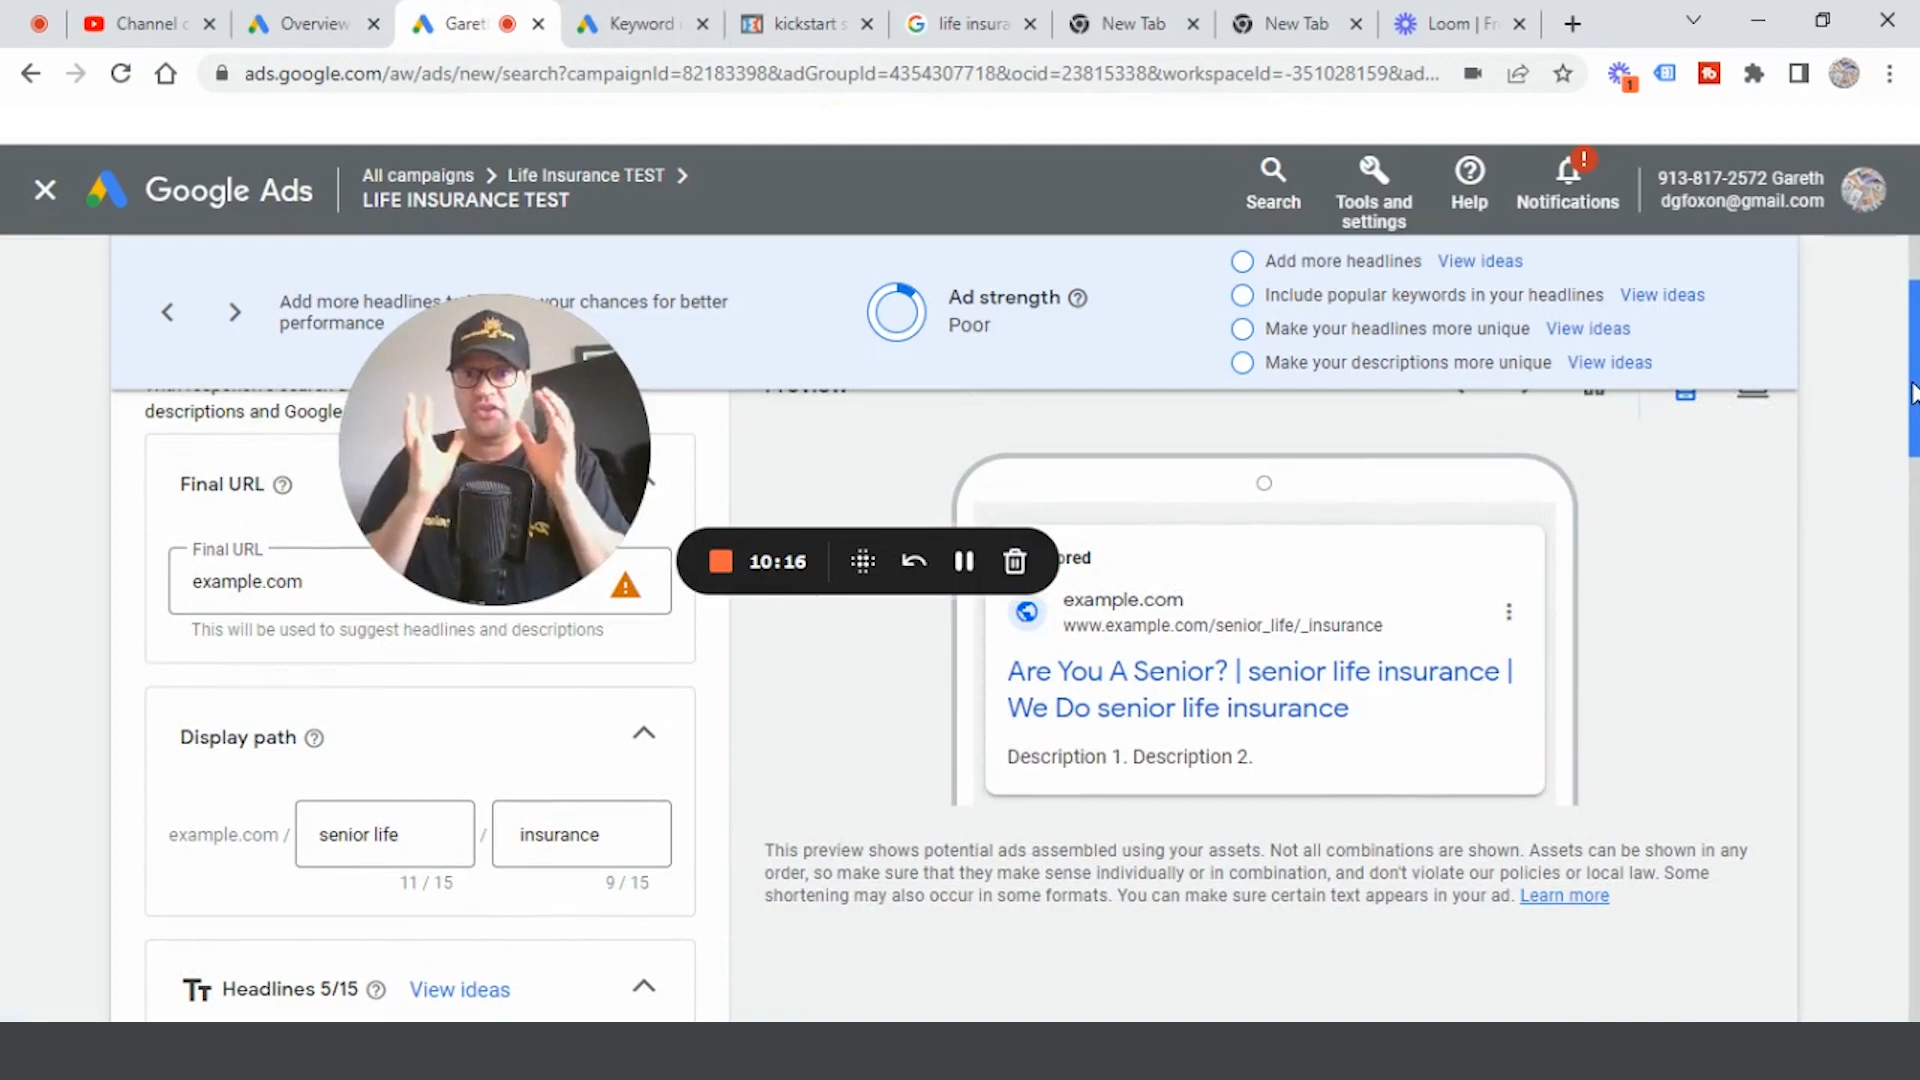 Channel c
Overview
Garet
Keyword
kickstart s
life insura
New Tab
New Tab
Loom | Fr
ads.google.com/aw/ads/new/search?campaignId=82183398&adGroupId=4354307718&ocid=23815338&workspaceId=-351028159&ad...
1
Google Ads
All campaigns > Life Insurance TEST >
LIFE INSURANCE TEST
Search
Tools and
settings
Help
Notifications
913-817-2572 Gareth
dgfoxon@gmail.com
Add more headlines your chances for better
performance
Ad strength
Poor
Add more headlines View ideas
Include popular keywords in your headlines View ideas
Make your headlines more unique View ideas
Make your descriptions more unique View ideas
descriptions and Google
Preview
Final URL
Final URL
example.com
This will be used to suggest headlines and descriptions
10:16
ored
example.com
www.example.com/senior_life/_insurance
Are You A Senior? | senior life insurance |
We Do senior life insurance
Description 1. Description 2.
Display path
example.com / senior life / insurance
11 / 15
9 / 15
This preview shows potential ads assembled using your assets. Not all combinations are shown. Assets can be shown in any
order, so make sure that they make sense individually or in combination, and don't violate our policies or local law. Some
shortening may also occur in some formats. You can make sure certain text appears in your ad. Learn more
Headlines 5/15 View ideas